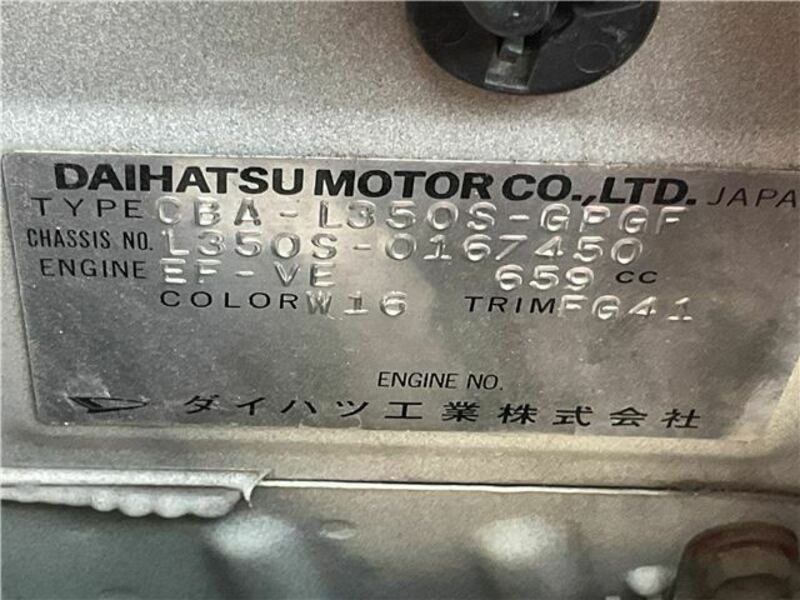 DAIHATSU MOTOR CO.,LTD. JAPA
TYPE CBA-L350S-GPGF
CHASSIS NO. L350S-0167450
ENGINE EF-VE 659 CC
COLOR W16 TRIM FG41
ENGINE NO.
ダイハツ工業株式会社